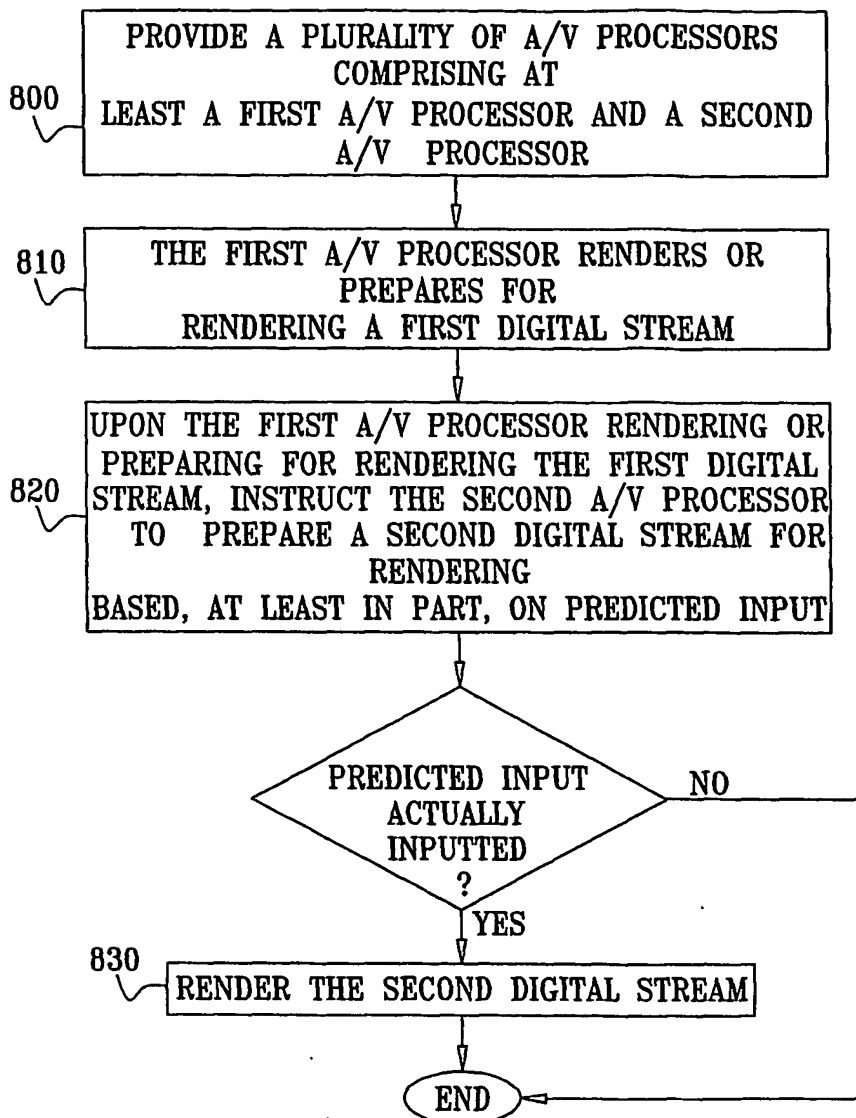 PROVIDE A PLURALITY OF A/V PROCESSORS
COMPRISING AT
800
LEAST A FIRST A/V PROCESSOR AND A SECOND
A/V PROCESSOR
810
THE FIRST A/V PROCESSOR RENDERS OR
PREPARES FOR
RENDERING A FIRST DIGITAL STREAM
UPON THE FIRST A/V PROCESSOR RENDERING OR
PREPARING FOR RENDERING THE FIRST DIGITAL
820
STREAM, INSTRUCT THE SECOND A/V PROCESSOR
TO PREPARE A SECOND DIGITAL STREAM FOR
RENDERING
BASED, AT LEAST IN PART, ON PREDICTED INPUT
PREDICTED INPUT
ACTUALLY
INPUTTED
?
NO
YES
830
RENDER THE SECOND DIGITAL STREAM
END